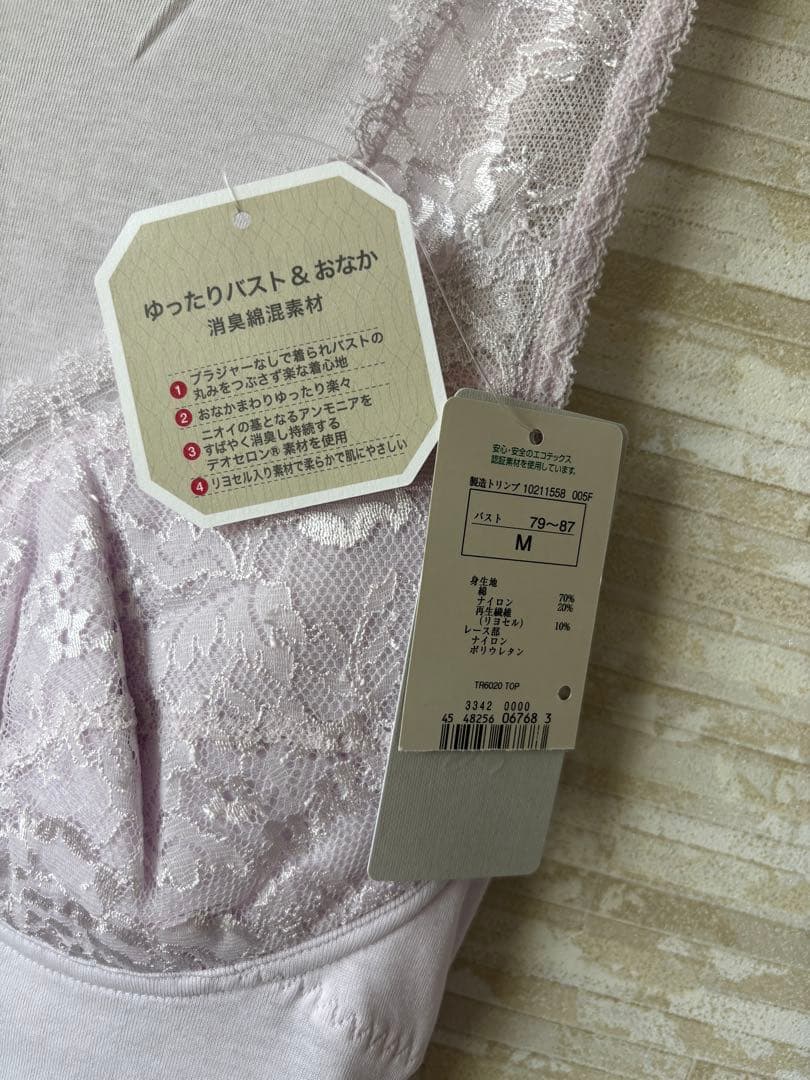 ゆったりバスト＆おなか
消臭綿混素材
1 ブラジャーなしで着られバストの
丸みをつぶさず楽な着心地
2 おなかまわりゆったり楽々
3 ニオイの基となるアンモニアを
すばやく消臭し持続する
デオセロン®素材を使用
4 リヨセル入り素材で柔らかで肌にやさしい
安心・安全のエコテックス
認証素材を使用しています。
製造トリンプ 10211558 005F
バスト 79〜87
M
身生地
綿 70%
ナイロン 20%
再生繊維
(リヨセル) 10%
レース部
ナイロン
ポリウレタン
TR6020 TOP
3342 0000
45 48256 06768 3